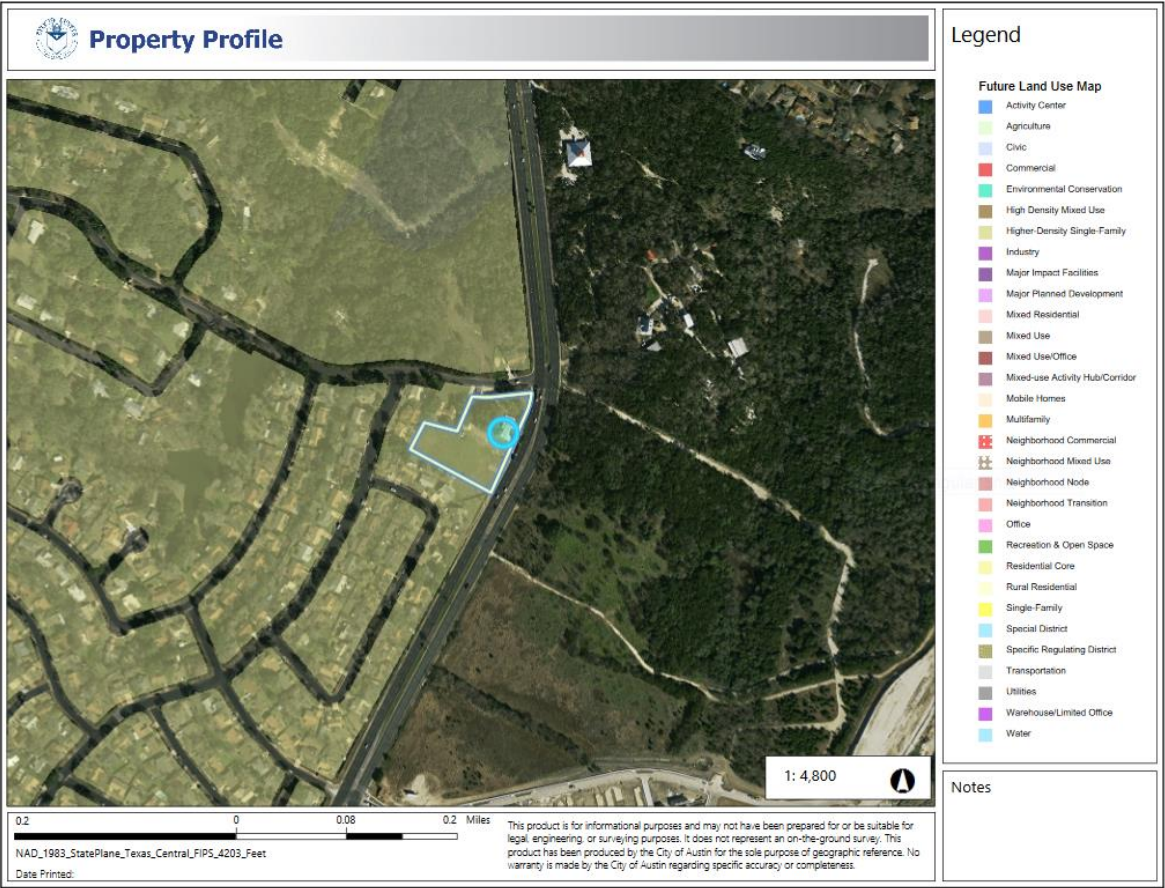 Property Profile
Legend
Future Land Use Map
Activity Center
Agriculture
Civic
Commercial
Environmental Conservation
High Density Mixed Use
Higher-Density Single-Family
Industry
Major Impact Facilities
Major Planned Development
Mixed Residential
Mixed Use
Mixed Use/Office
Mixed-use Activity Hub/Corridor
Mobile Homes
Multifamily
Neighborhood Commercial
Neighborhood Mixed Use
Neighborhood Node
Neighborhood Transition
Office
Recreation & Open Space
Residential Core
Rural Residential
Single-Family
Special District
Specific Regulating District
Transportation
Utilities
Warehouse/Limited Office
Water
1: 4,800
Notes
0.2 0 0.08 0.2 Miles
NAD_1983_StatePlane_Texas_Central_FIPS_4203_Feet
Date Printed:
This product is for informational purposes and may not have been prepared for or be suitable for
legal, engineering, or surveying purposes. It does not represent an on-the-ground survey. This
product has been produced by the City of Austin for the sole purpose of geographic reference. No
warranty is made by the City of Austin regarding specific accuracy or completeness.